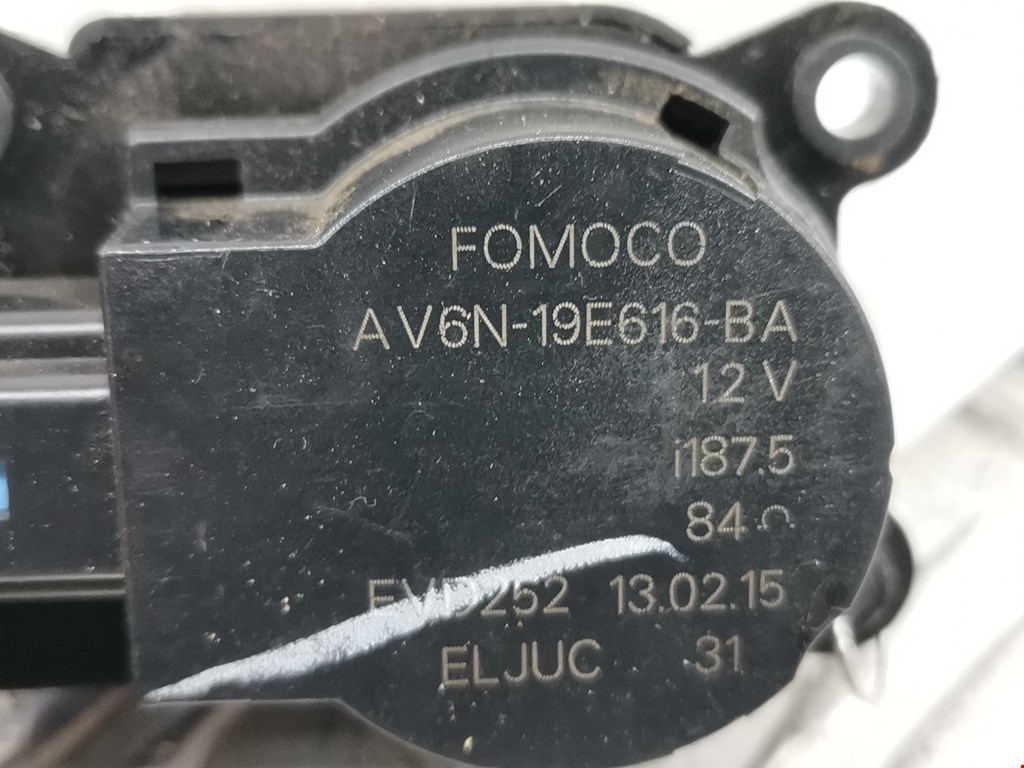 FOMOCO
AV6N-19E616-BA
12 V
i187.5
84 Ω
13.02.15
ELJUC 31